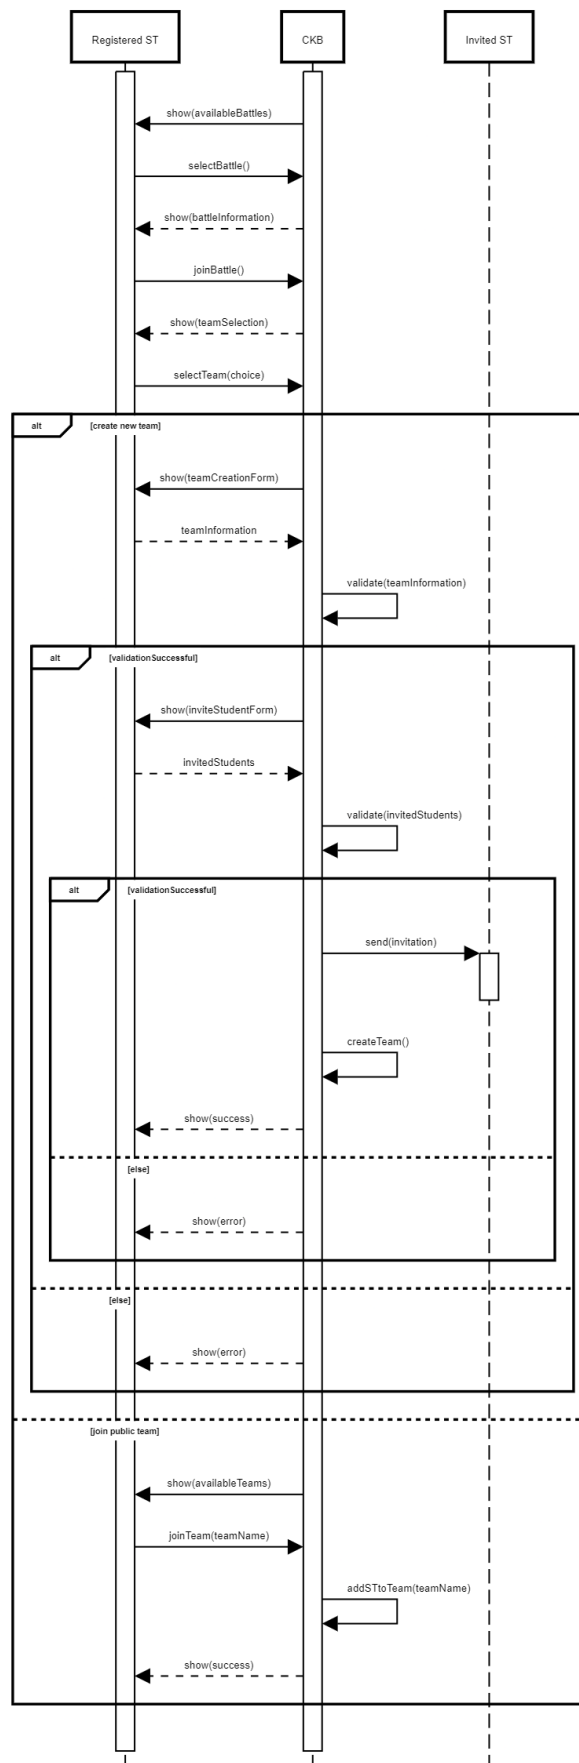 Registered ST
CKB
Invited ST
show(availableBattles)
selectBattle()
show(battleInformation)
joinBattle()
show(teamSelection)
selectTeam(choice)
alt
[create new team]
show(teamCreationForm)
teamInformation
validate(teamInformation)
alt
[validationSuccessful]
show(inviteStudentForm)
invitedStudents
validate(invitedStudents)
alt
[validationSuccessful]
send(invitation)
createTeam()
show(success)
[else]
show(error)
[else]
show(error)
[join public team]
show(availableTeams)
joinTeam(teamName)
addSTtoTeam(teamName)
show(success)